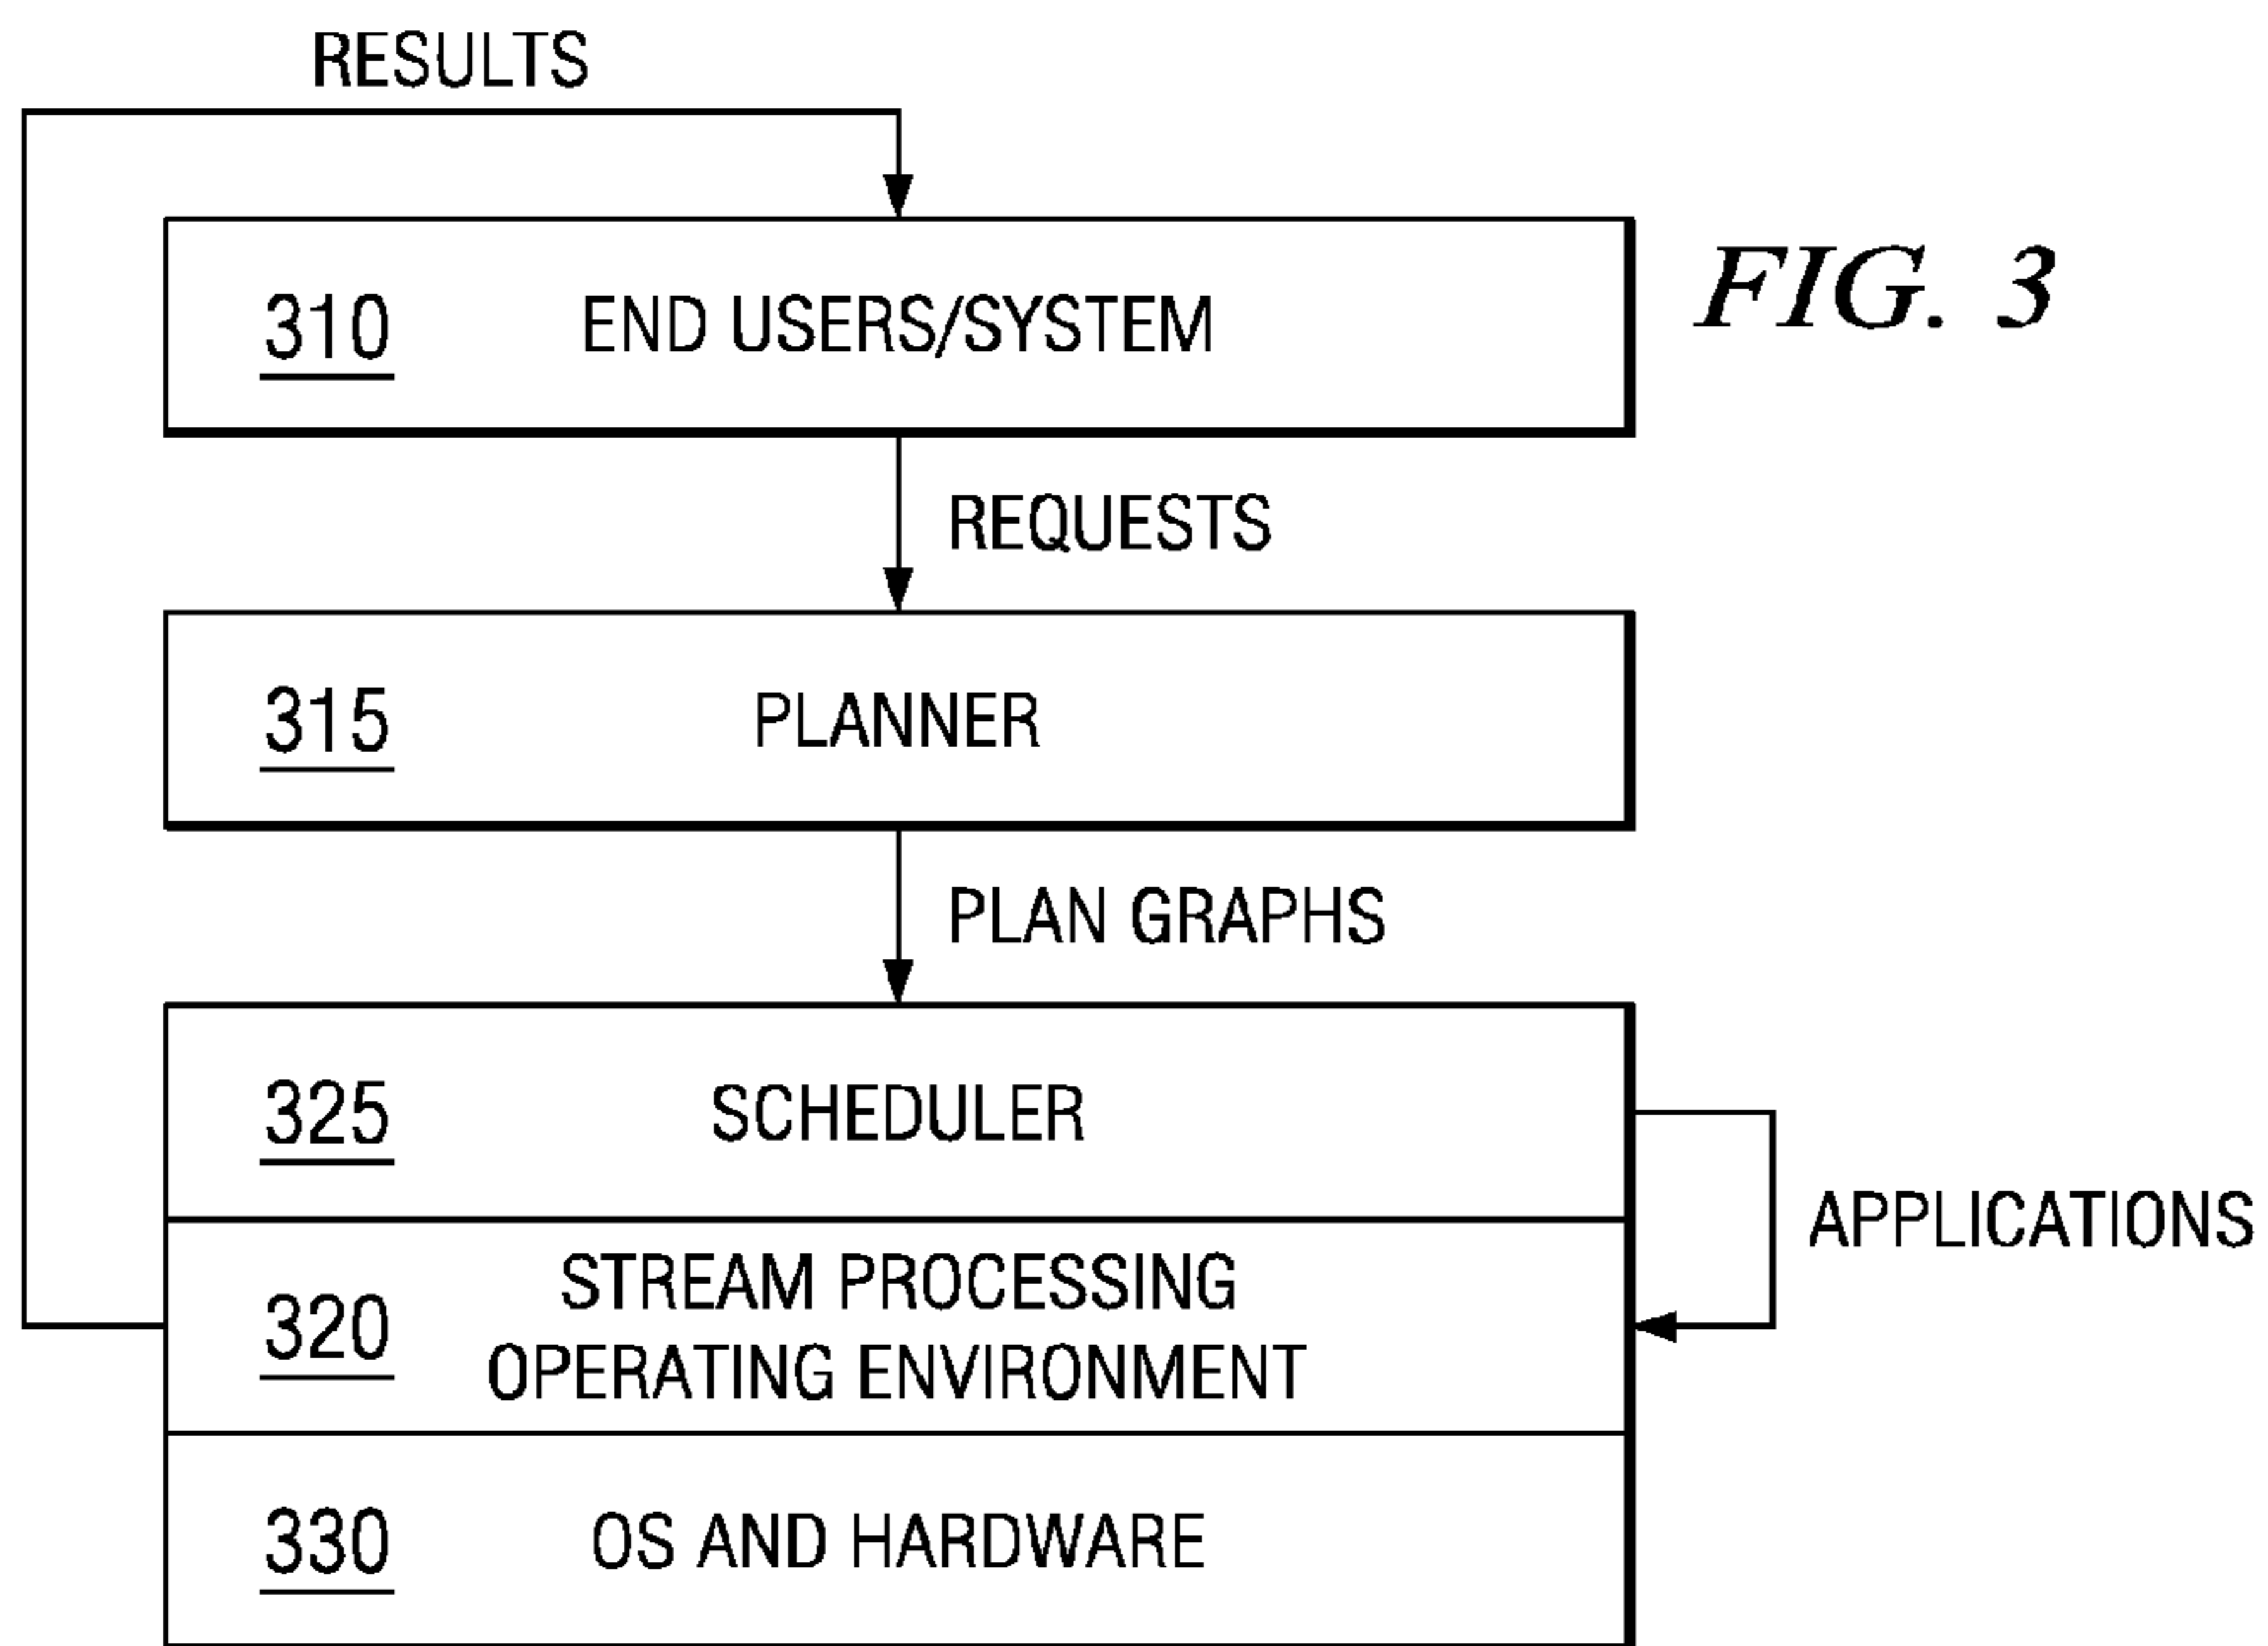 RESULTS
310 END USERS/SYSTEM
FIG. 3
REQUESTS
315 PLANNER
PLAN GRAPHS
325 SCHEDULER
APPLICATIONS
320 STREAM PROCESSING
OPERATING ENVIRONMENT
330 OS AND HARDWARE